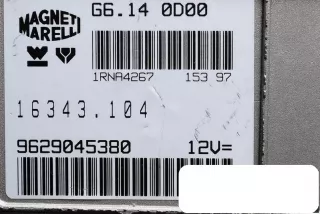 MAGNETI
MARELLI
G6.14 0D00
1RNA4267 153 97
16343.104
9629045380 12V=